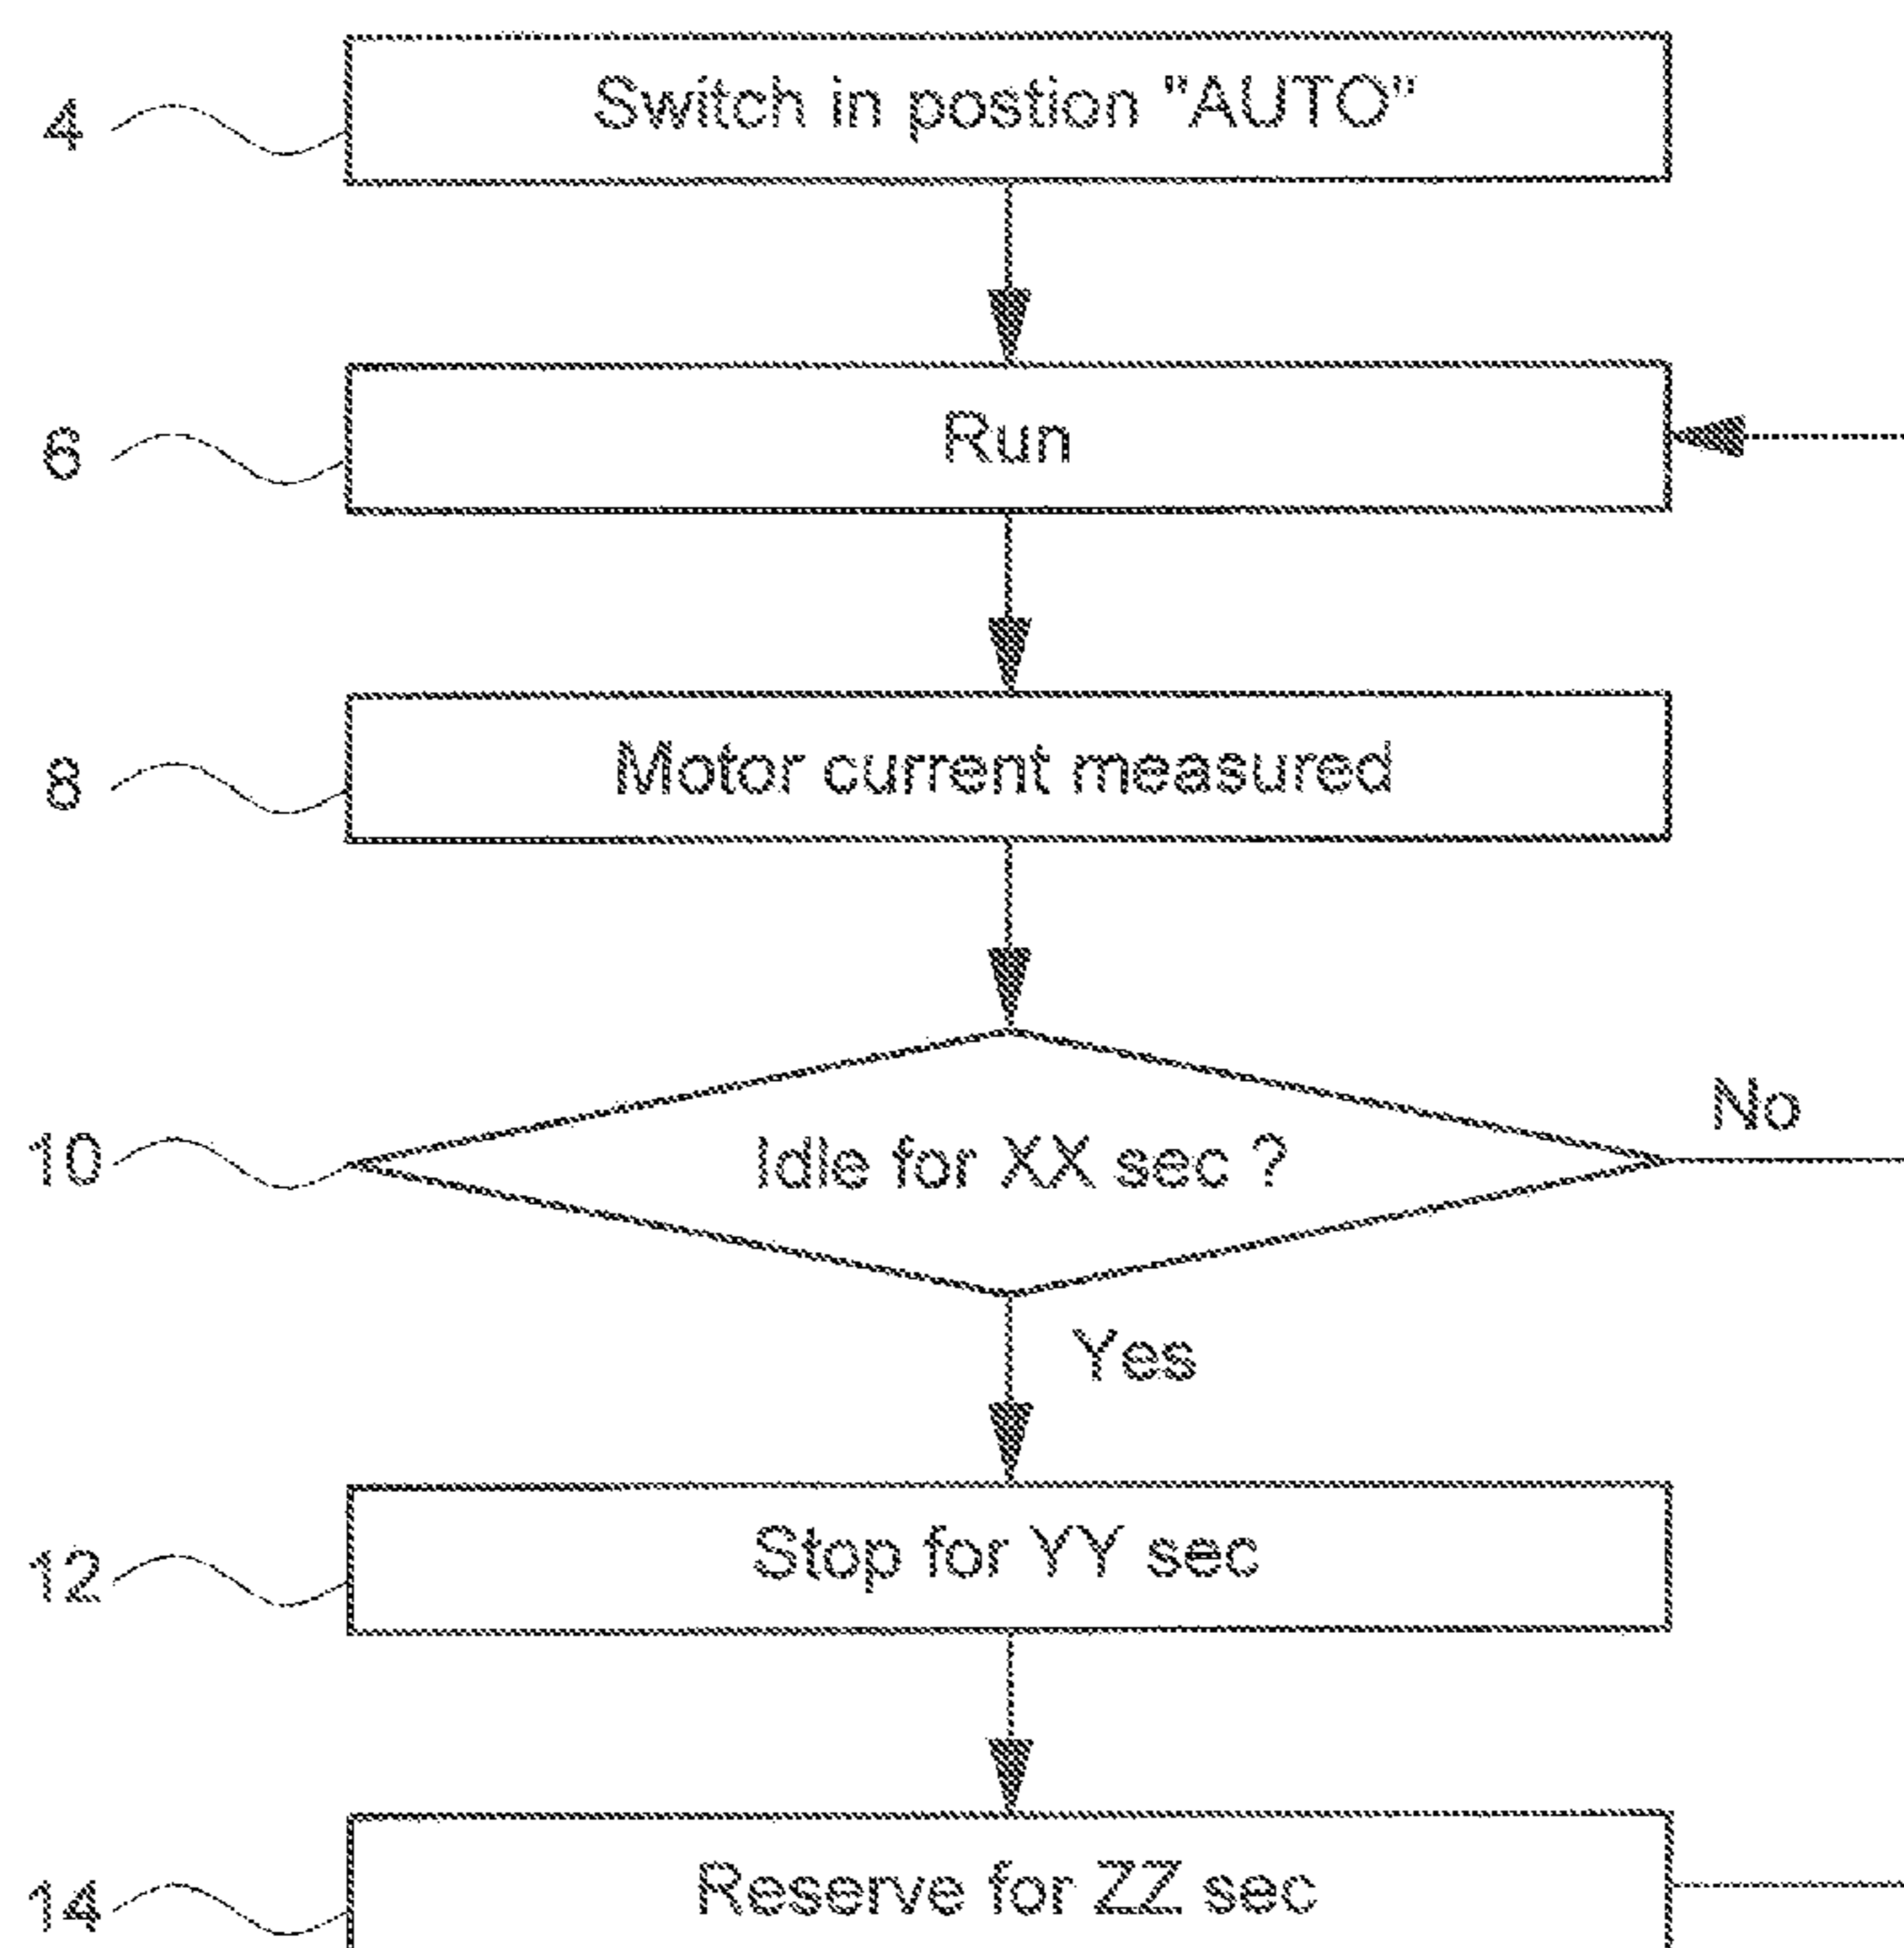 4 Switch in postion "AUTO"
6 Run
8 Motor current measured
10 Idle for XX sec ? No
Yes
12 Stop for YY sec
14 Reserve for ZZ sec